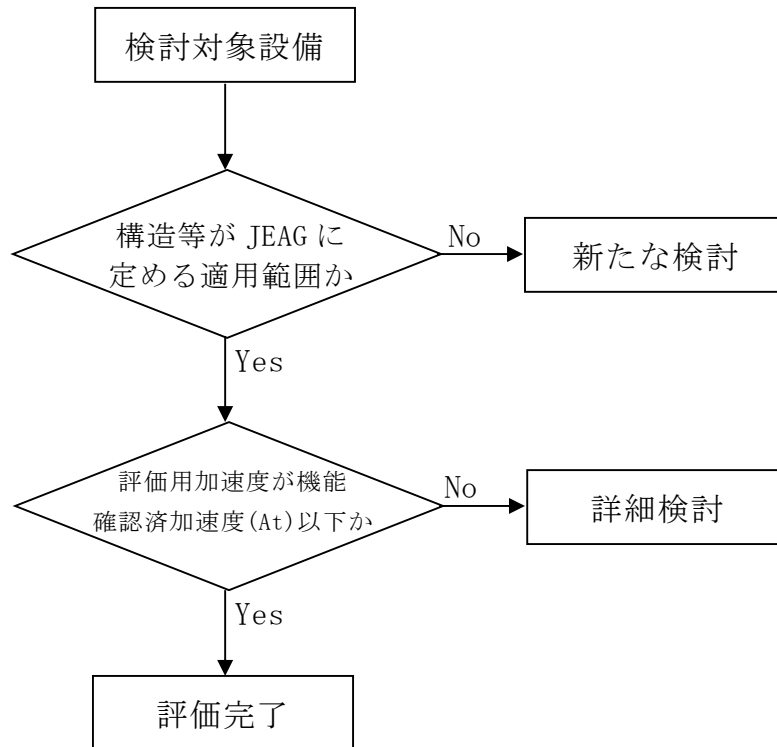 検討対象設備
構造等が JEAG に
定める適用範囲か
No
新たな検討
Yes
評価用加速度が機能
確認済加速度(At)以下か
No
詳細検討
Yes
評価完了